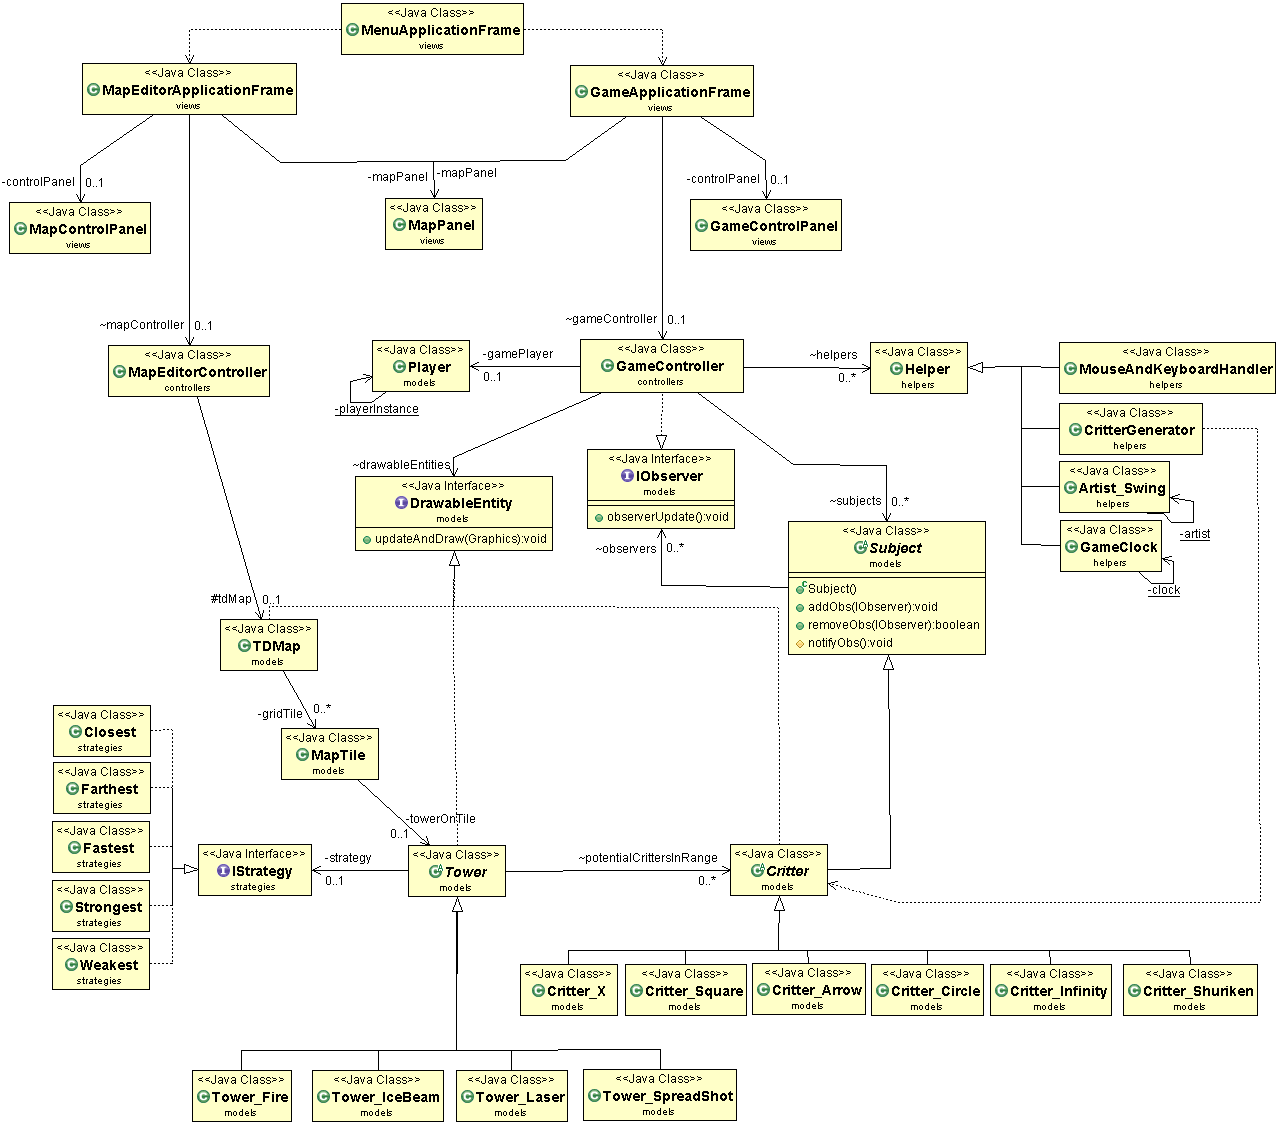 <<Java Class>>
MenuApplicationFrame
views
<<Java Class>>
MapEditorApplicationFrame
views
<<Java Class>>
GameApplicationFrame
views
-controlPanel
0..1
-mapPanel
-mapPanel
-controlPanel
0..1
<<Java Class>>
MapControlPanel
views
<<Java Class>>
MapPanel
views
<<Java Class>>
GameControlPanel
views
~mapController
0..1
~gameController
0..1
<<Java Class>>
MapEditorController
controllers
<<Java Class>>
Player
models
-playerInstance
-gamePlayer
0..1
<<Java Class>>
GameController
controllers
~helpers
0..*
<<Java Class>>
Helper
helpers
<<Java Class>>
MouseAndKeyboardHandler
helpers
<<Java Class>>
CritterGenerator
helpers
<<Java Class>>
Artist_Swing
helpers
-artist
<<Java Class>>
GameClock
helpers
-clock
~drawableEntities
<<Java Interface>>
DrawableEntity
models
updateAndDraw(Graphics):void
<<Java Interface>>
IObserver
models
observerUpdate():void
~observers
0..*
~subjects
0..*
<<Java Class>>
Subject
models
Subject()
addObs(IObserver):void
removeObs(IObserver):boolean
notifyObs():void
#tdMap
0..1
<<Java Class>>
TDMap
models
-gridTile
0..*
<<Java Class>>
MapTile
models
-towerOnTile
0..1
<<Java Class>>
Closest
strategies
<<Java Class>>
Farthest
strategies
<<Java Class>>
Fastest
strategies
<<Java Class>>
Strongest
strategies
<<Java Class>>
Weakest
strategies
<<Java Interface>>
IStrategy
strategies
-strategy
0..1
<<Java Class>>
Tower
models
~potentialCrittersInRange
0..*
<<Java Class>>
Critter
models
<<Java Class>>
Critter_X
models
<<Java Class>>
Critter_Square
models
<<Java Class>>
Critter_Arrow
models
<<Java Class>>
Critter_Circle
models
<<Java Class>>
Critter_Infinity
models
<<Java Class>>
Critter_Shuriken
models
<<Java Class>>
Tower_Fire
models
<<Java Class>>
Tower_IceBeam
models
<<Java Class>>
Tower_Laser
models
<<Java Class>>
Tower_SpreadShot
models